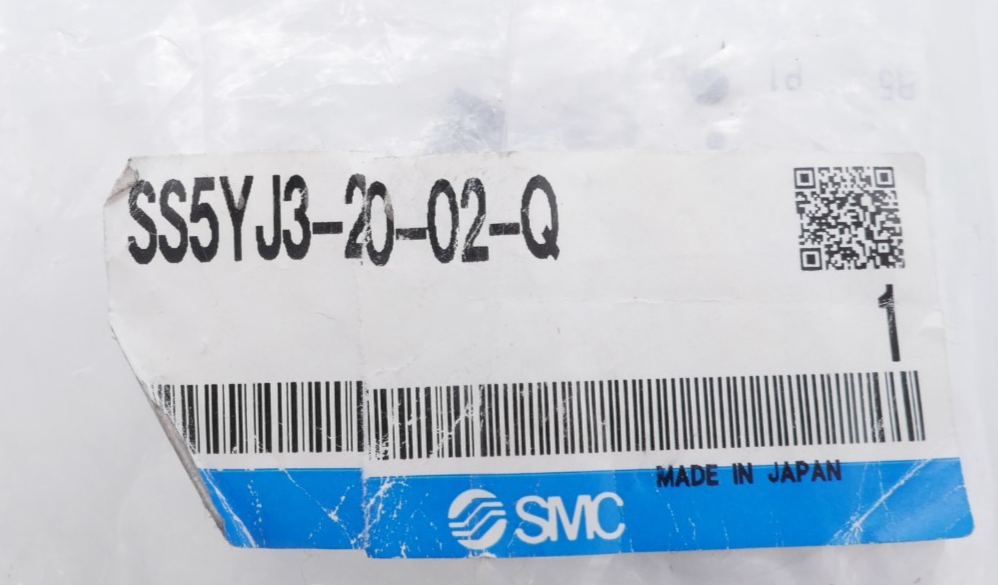 SS5YJ3-20-02-Q
1
MADE IN JAPAN
SMC